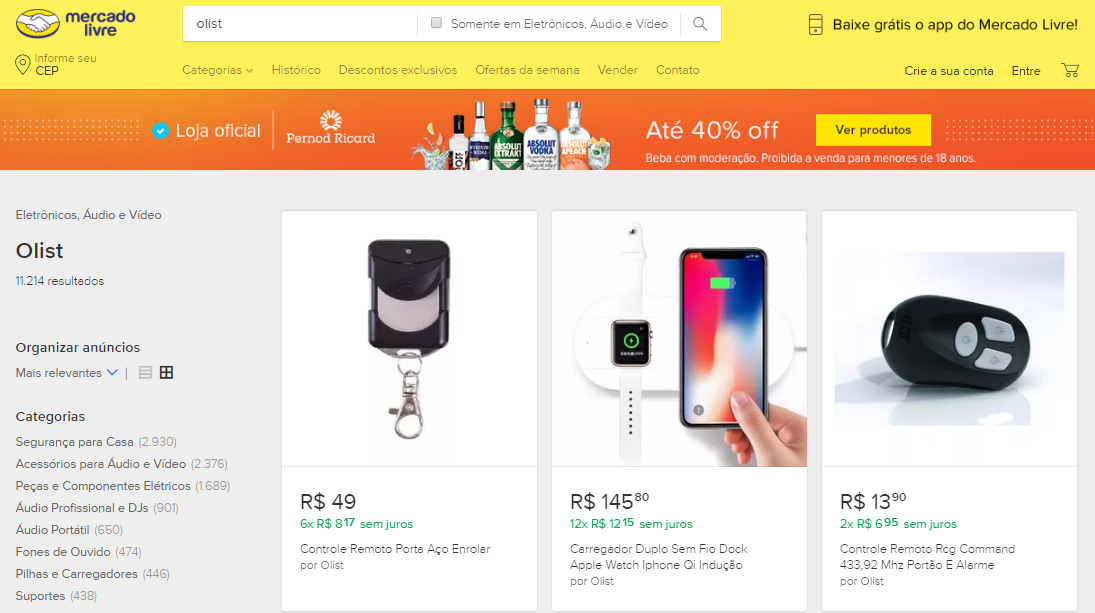 mercado
livre
olist
Somente em Eletrônicos, Áudio e Vídeo
Baixe grátis o app do Mercado Livre!
Informe seu
CEP
Categorias
Histórico
Descontos exclusivos
Ofertas da semana
Vender
Contato
Crie a sua conta
Entre
Loja oficial
Pernod Ricard
ABSOLUT
EXTRAKT
ABSOLUT
VODKA
ABSOLUT
APEACH
Até 40% off
Ver produtos
Beba com moderação. Proibida a venda para menores de 18 anos.
Eletrônicos, Áudio e Vídeo
Olist
11.214 resultados
Organizar anúncios
Mais relevantes |
Categorias
Segurança para Casa (2.930)
Acessórios para Áudio e Vídeo (2.376)
Peças e Componentes Elétricos (1.689)
Áudio Profissional e DJs (901)
Áudio Portátil (650)
Fones de Ouvido (474)
Pilhas e Carregadores (446)
Suportes (438)
R$ 49
6x R$ 8 17 sem juros
Controle Remoto Porta Aço Enrolar
por Olist
R$ 145 80
12x R$ 12 15 sem juros
Carregador Duplo Sem Fio Dock
Apple Watch Iphone Qi Indução
por Olist
R$ 13 90
2x R$ 6 95 sem juros
Controle Remoto Rcg Command
433,92 Mhz Portão E Alarme
por Olist